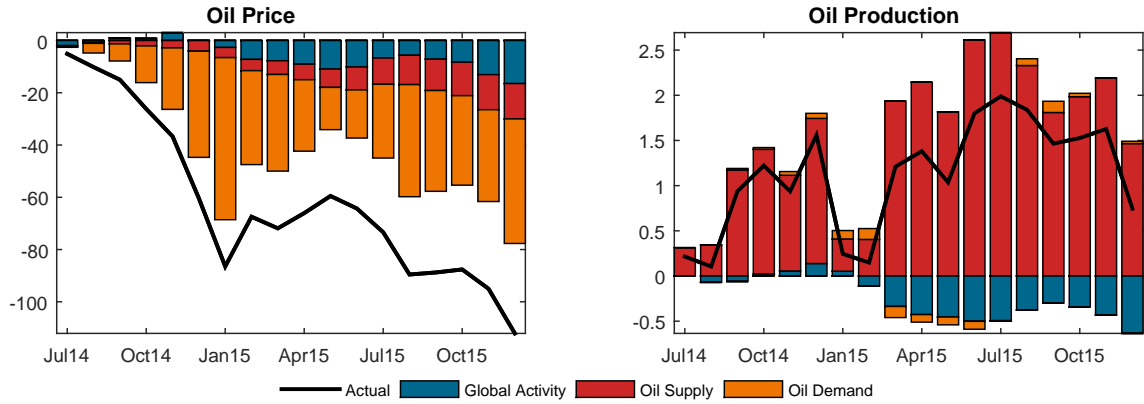 Oil Price
0
-20
-40
-60
-80
-100
Jul14 Oct14 Jan15 Apr15 Jul15 Oct15
Oil Production
2.5
2
1.5
1
0.5
0
-0.5
Jul14 Oct14 Jan15 Apr15 Jul15 Oct15
Actual Global Activity Oil Supply Oil Demand